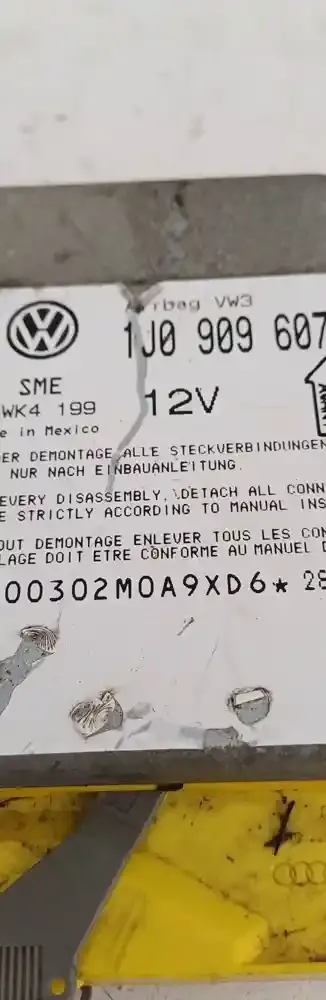 Airbag VW3
1J0 909 607
SME
WK4 199
12V
e in Mexico
DER DEMONTAGE ALLE STECKVERBINDUNGEN
NUR NACH EINBAUANLEITUNG.
EVERY DISASSEMBLY, DETACH ALL CONN
E STRICTLY ACCORDING TO MANUAL INS
OUT DEMONTAGE ENLEVER TOUS LES CON
LAGE DOIT ETRE CONFORME AU MANUEL D
00302M0A9XD6* 28